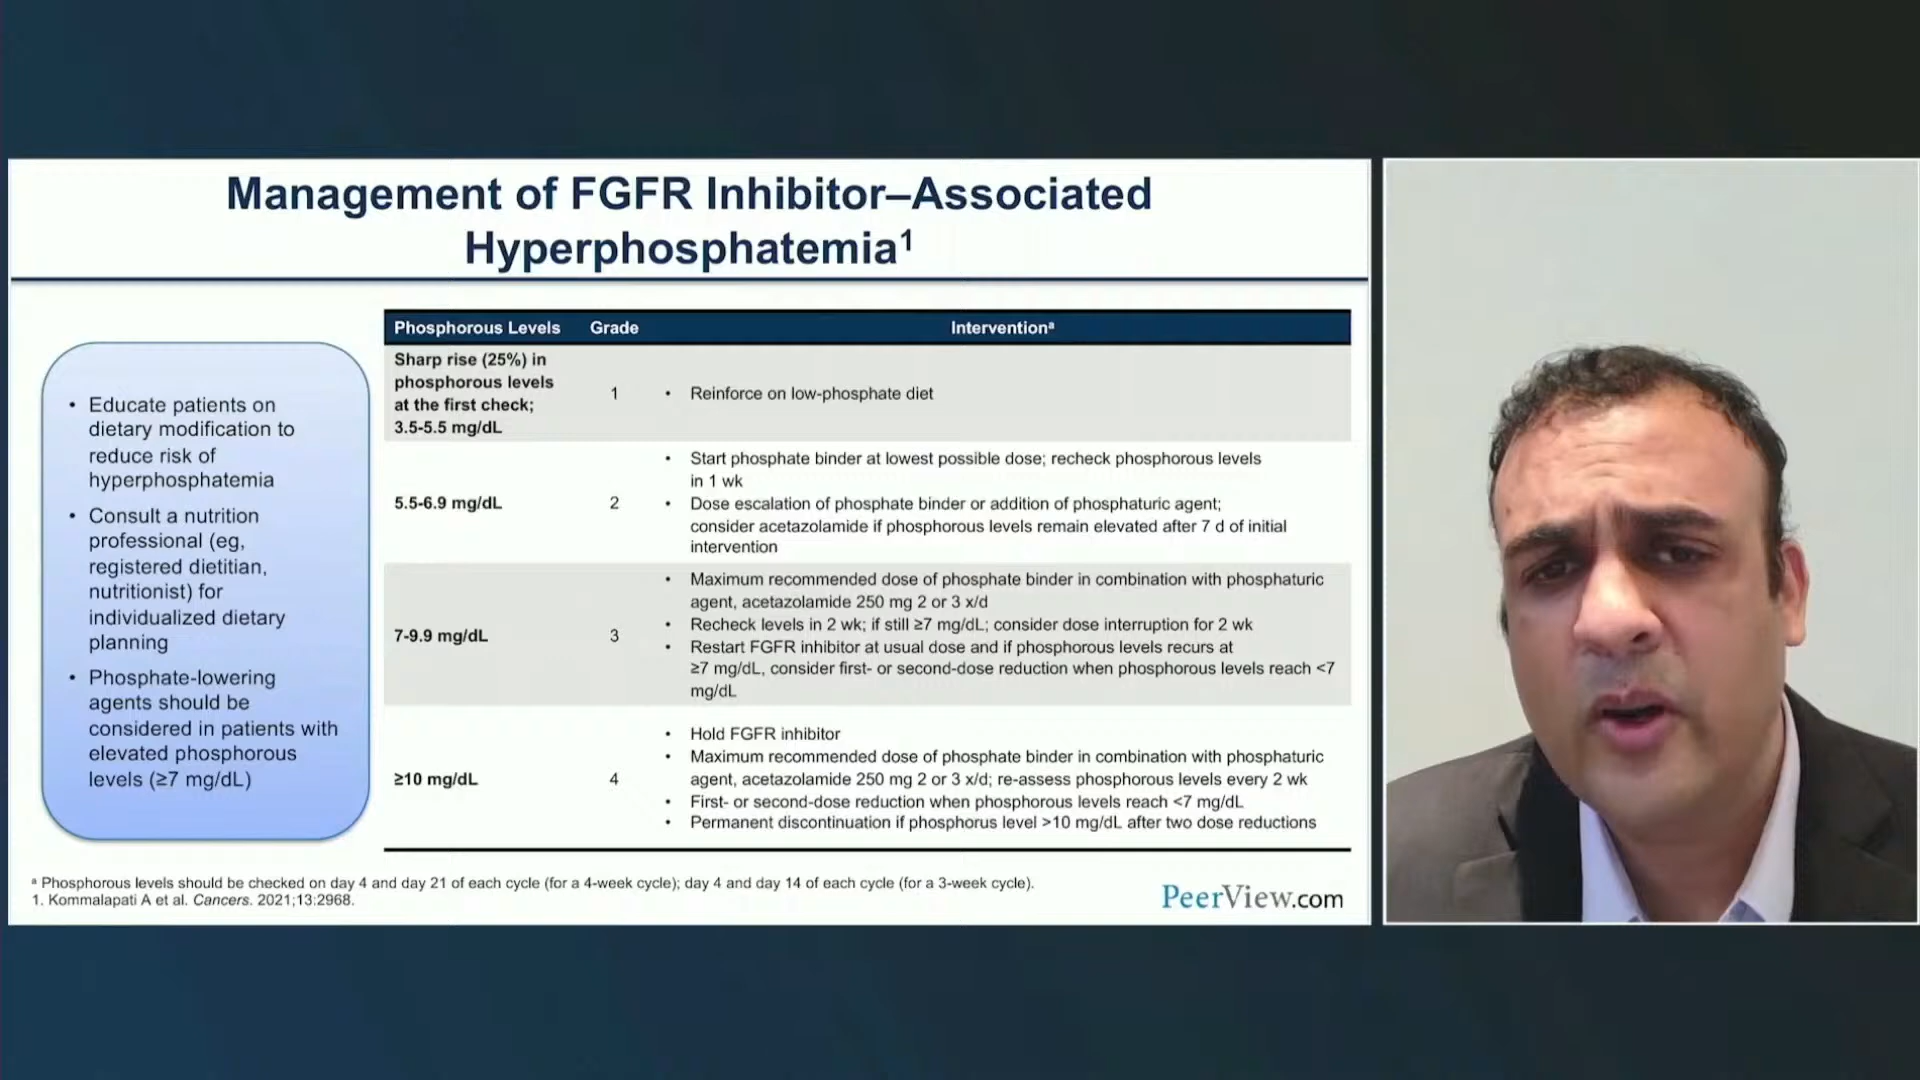 Management of FGFR Inhibitor–Associated
Hyperphosphatemia¹
• Educate patients on
dietary modification to
reduce risk of
hyperphosphatemia
• Consult a nutrition
professional (eg,
registered dietitian,
nutritionist) for
individualized dietary
planning
• Phosphate-lowering
agents should be
considered in patients with
elevated phosphorous
levels (≥7 mg/dL)
Phosphorous Levels Grade Interventionᵃ
Sharp rise (25%) in
phosphorous levels
at the first check;
3.5-5.5 mg/dL
1
• Reinforce on low-phosphate diet
5.5-6.9 mg/dL
2
• Start phosphate binder at lowest possible dose; recheck phosphorous levels
in 1 wk
• Dose escalation of phosphate binder or addition of phosphaturic agent;
consider acetazolamide if phosphorous levels remain elevated after 7 d of initial
intervention
7-9.9 mg/dL
3
• Maximum recommended dose of phosphate binder in combination with phosphaturic
agent, acetazolamide 250 mg 2 or 3 x/d
• Recheck levels in 2 wk; if still ≥7 mg/dL; consider dose interruption for 2 wk
• Restart FGFR inhibitor at usual dose and if phosphorous levels recurs at
≥7 mg/dL, consider first- or second-dose reduction when phosphorous levels reach <7
mg/dL
≥10 mg/dL
4
• Hold FGFR inhibitor
• Maximum recommended dose of phosphate binder in combination with phosphaturic
agent, acetazolamide 250 mg 2 or 3 x/d; re-assess phosphorous levels every 2 wk
• First- or second-dose reduction when phosphorous levels reach <7 mg/dL
• Permanent discontinuation if phosphorus level >10 mg/dL after two dose reductions
ᵃ Phosphorous levels should be checked on day 4 and day 21 of each cycle (for a 4-week cycle); day 4 and day 14 of each cycle (for a 3-week cycle).
1. Kommalapati A et al. Cancers. 2021;13:2968.
PeerView.com